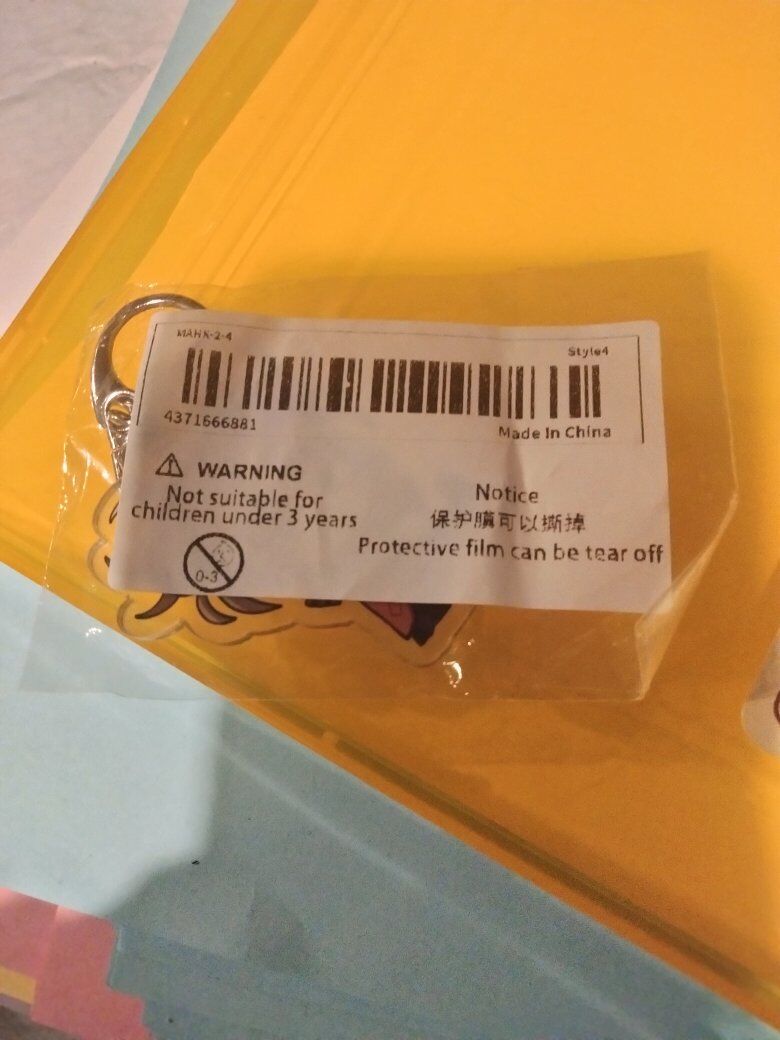 MAHX-2-4
Style4
4371666881
Made In China
WARNING
Not suitable for
children under 3 years
0-3
Notice
保护膜可以撕掉
Protective film can be tear off